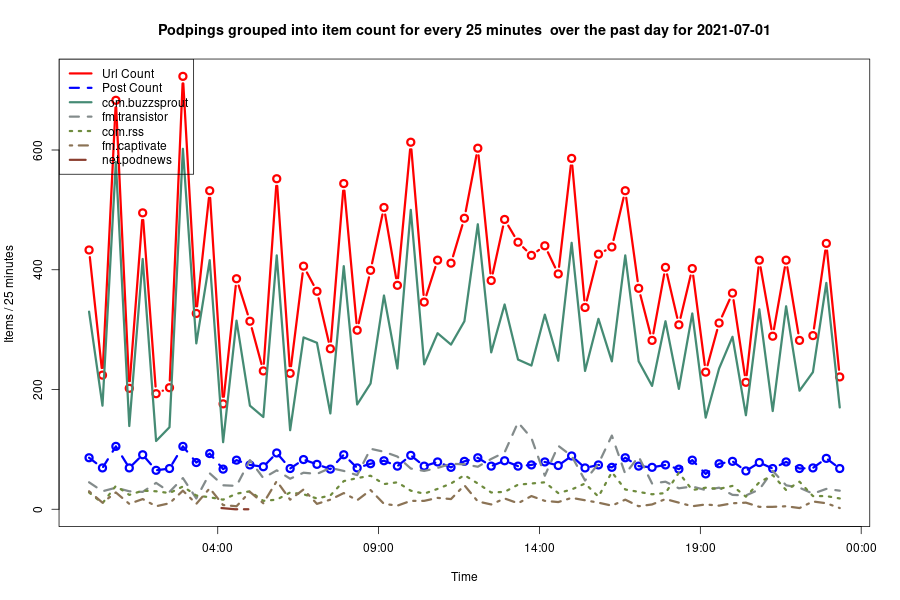 Podpings grouped into item count for every 25 minutes  over the past day for 2021-07-01
Url Count
Post Count
com.buzzsprout
fm.transistor
com.rss
fm.captivate
net.podnews
Items / 25 minutes
600
400
200
0
04:00 09:00 14:00 19:00 00:00
Time